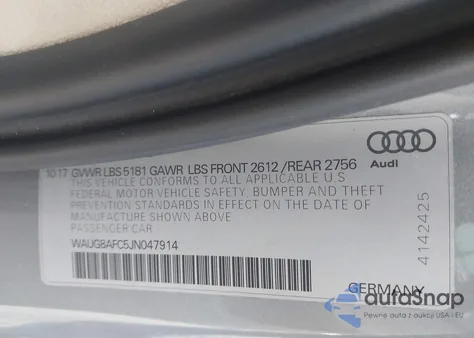 10 17 GVWR LBS 5181 GAWR LBS FRONT 2612 / REAR 2756
THIS VEHICLE CONFORMS TO ALL APPLICABLE U S
FEDERAL MOTOR VEHICLE SAFETY, BUMPER AND THEFT
PREVENTION STANDARDS IN EFFECT ON THE DATE OF
MANUFACTURE SHOWN ABOVE
PASSENGER CAR
WAUG8AFC5JN047914
Audi
4142425
GERMANY
autoSnap
Pewne auta z aukcji USA i EU